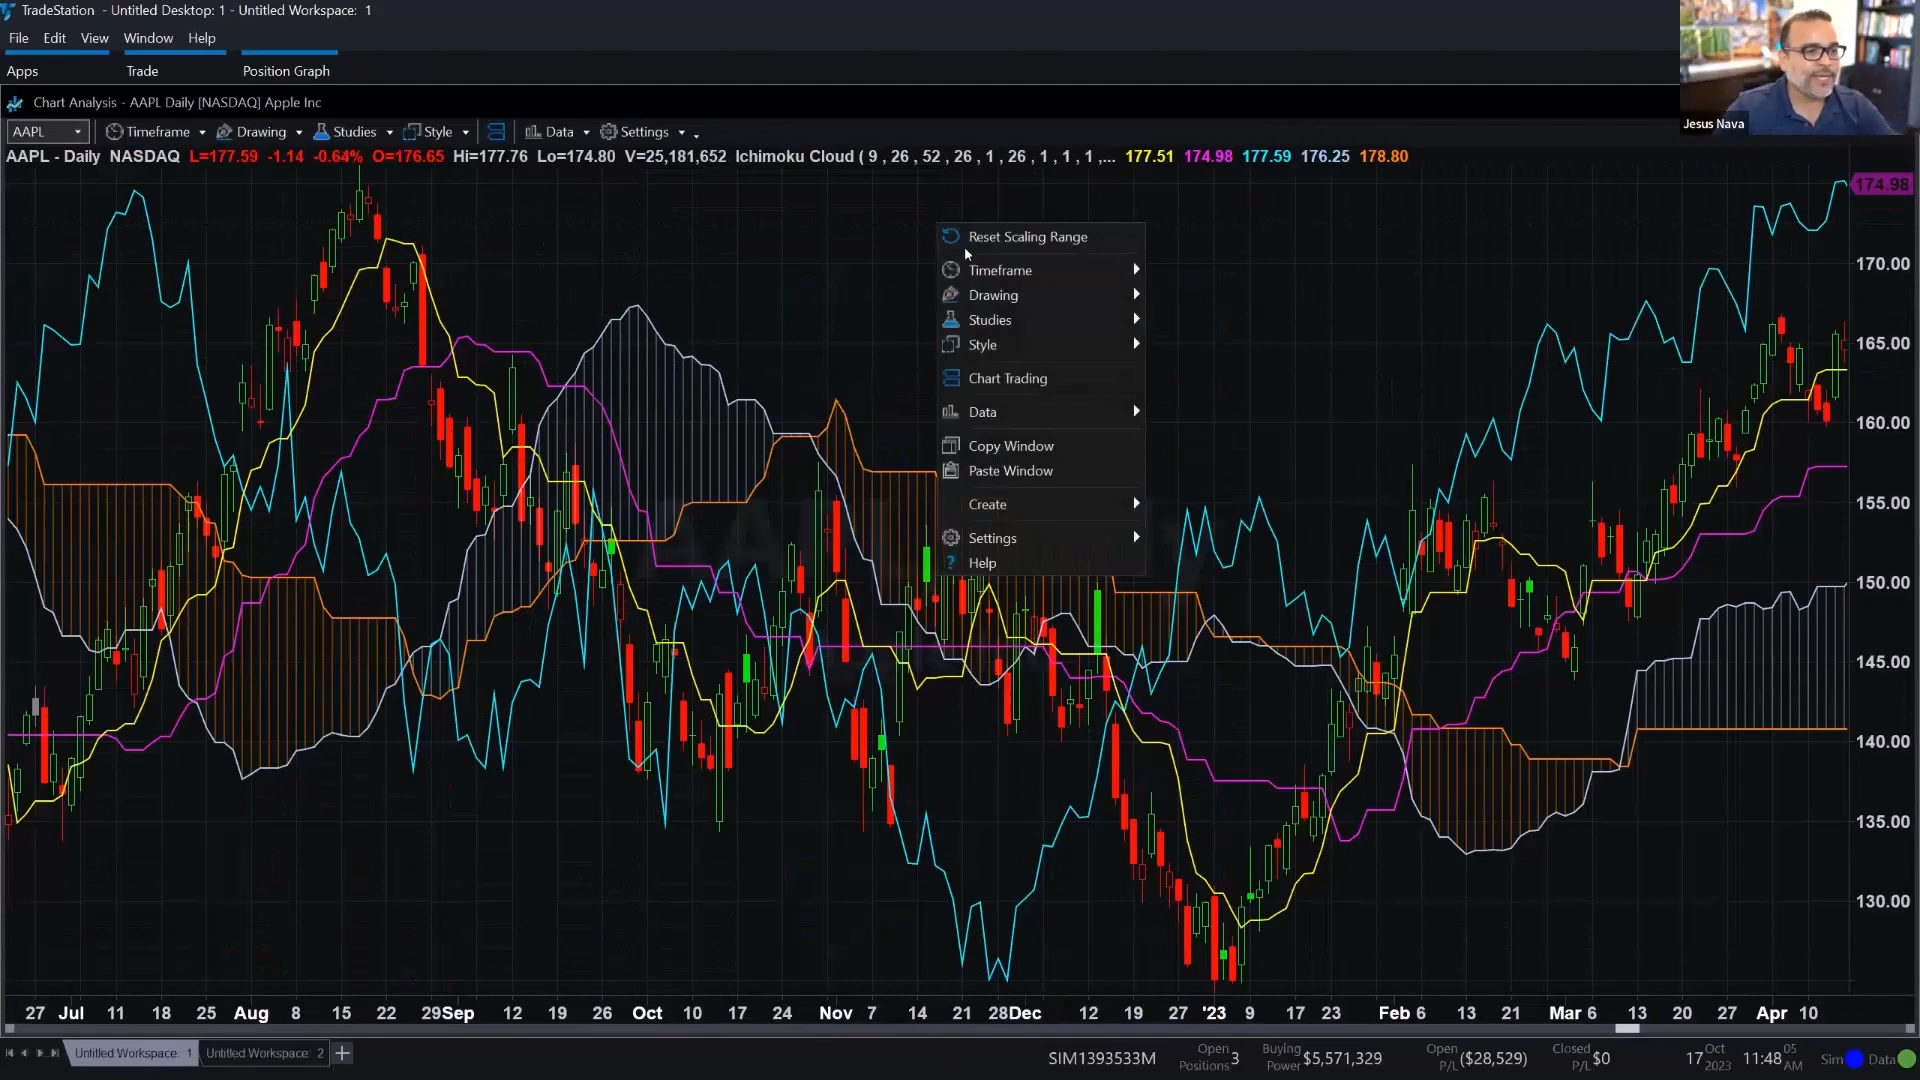 TradeStation - Untitled Desktop: 1 - Untitled Workspace: 1
File Edit View Window Help
Apps Trade Position Graph
Jesus Nava
Chart Analysis - AAPL Daily [NASDAQ] Apple Inc
AAPL Timeframe Drawing Studies Style Data Settings
AAPL - Daily NASDAQ L=177.59 -1.14 -0.64% O=176.65 Hi=177.76 Lo=174.80 V=25,181,652 Ichimoku Cloud ( 9 , 26 , 52 , 26 , 1 , 26 , 1 , 1 , 1 ,... 177.51 174.98 177.59 176.25 178.80
174.98
170.00
165.00
160.00
155.00
150.00
145.00
140.00
135.00
130.00
Reset Scaling Range
Timeframe
Drawing
Studies
Style
Chart Trading
Data
Copy Window
Paste Window
Create
Settings
? Help
27 Jul 11 18 25 Aug 8 15 22 29 Sep 12 19 26 Oct 10 17 24 Nov 7 14 21 28 Dec 12 19 27 '23 9 17 23 Feb 6 13 21 Mar 6 13 20 27 Apr 10
Untitled Workspace: 1 Untitled Workspace: 2 +
SIM1393533M Open Positions 3 Buying Power $5,571,329 Open P/L ($28,529) Closed P/L $0 17 Oct 2023 11:48 05 AM Sim Data